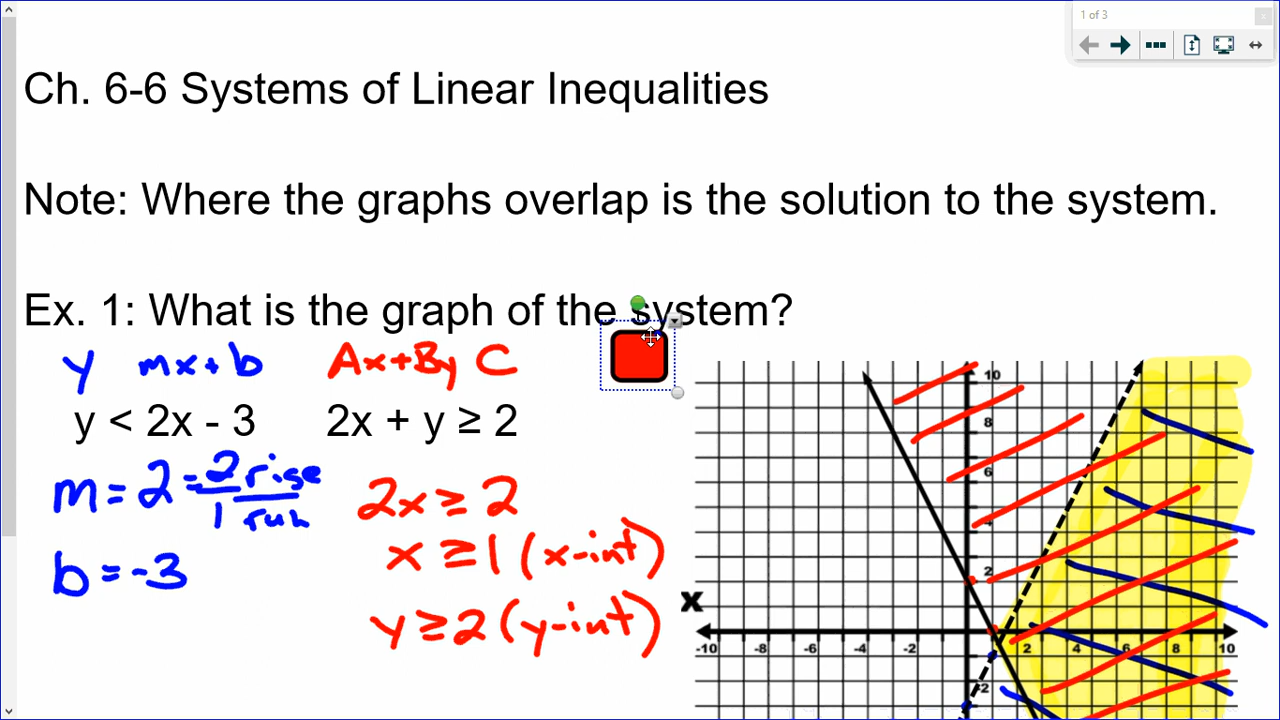 1 of 3
Ch. 6-6 Systems of Linear Inequalities
Note: Where the graphs overlap is the solution to the system.
Ex. 1: What is the graph of the system?
y mx + b Ax+By C
y < 2x - 3 2x + y ≥ 2
m = 2 = 2/1 rise/run
b = -3
2x ≥ 2
x ≥ 1 (x-int)
y ≥ 2 (y-int)
10
8
6
4
2
x
-10 -8 -6 -4 -2 2 4 6 8 10
-2